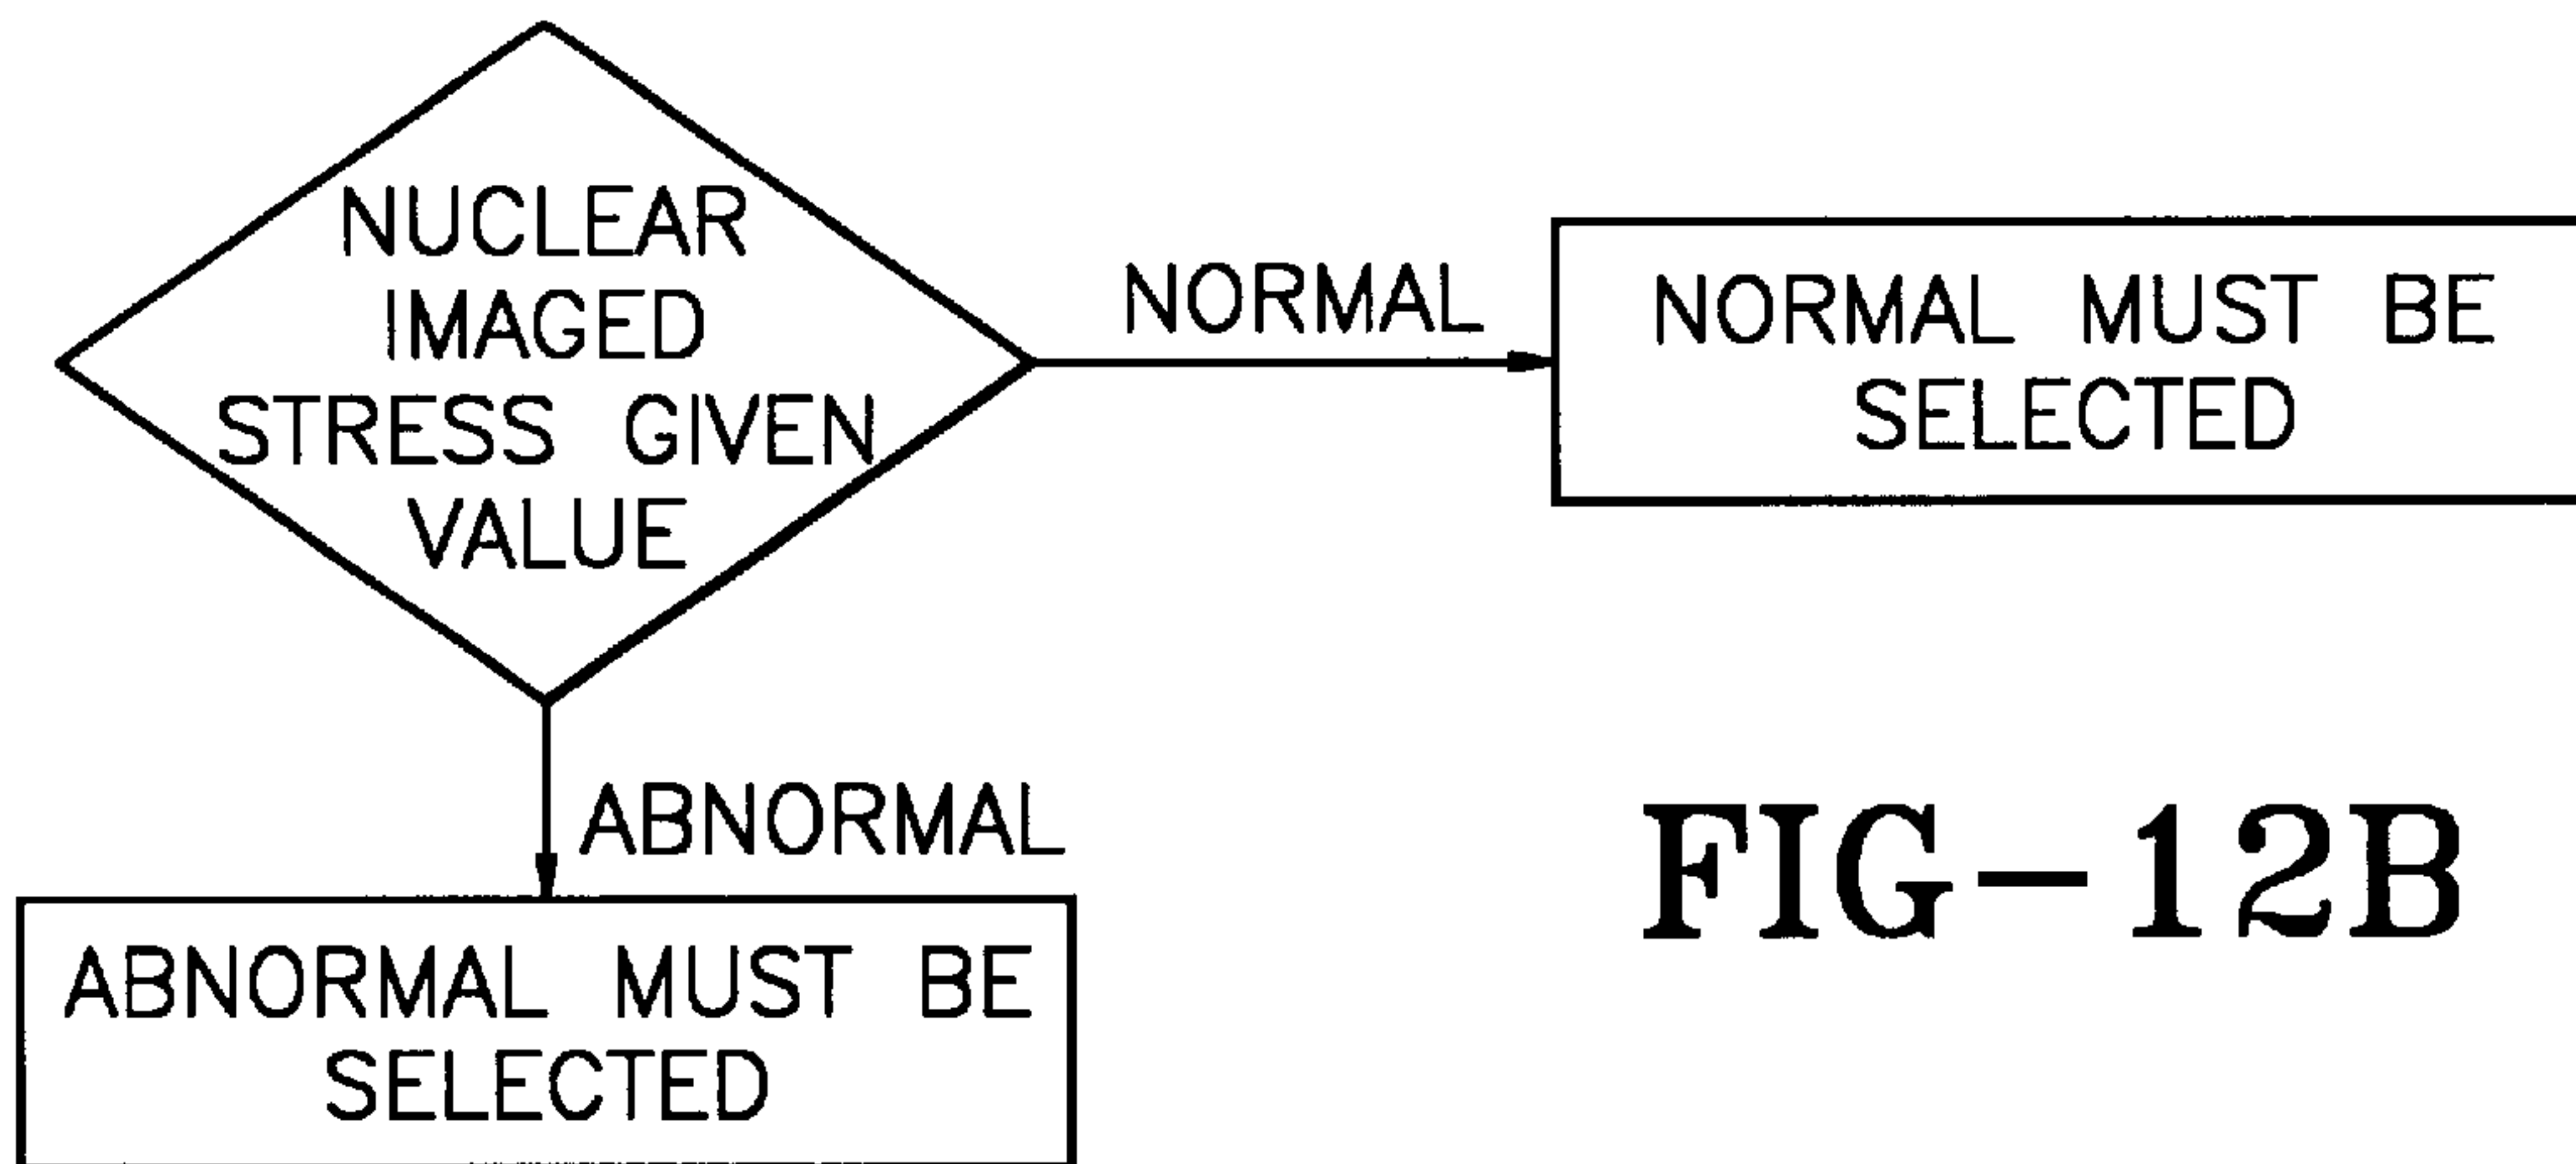 NUCLEAR
IMAGED
STRESS GIVEN
VALUE
NORMAL
NORMAL MUST BE
SELECTED
ABNORMAL
ABNORMAL MUST BE
SELECTED
FIG-12B